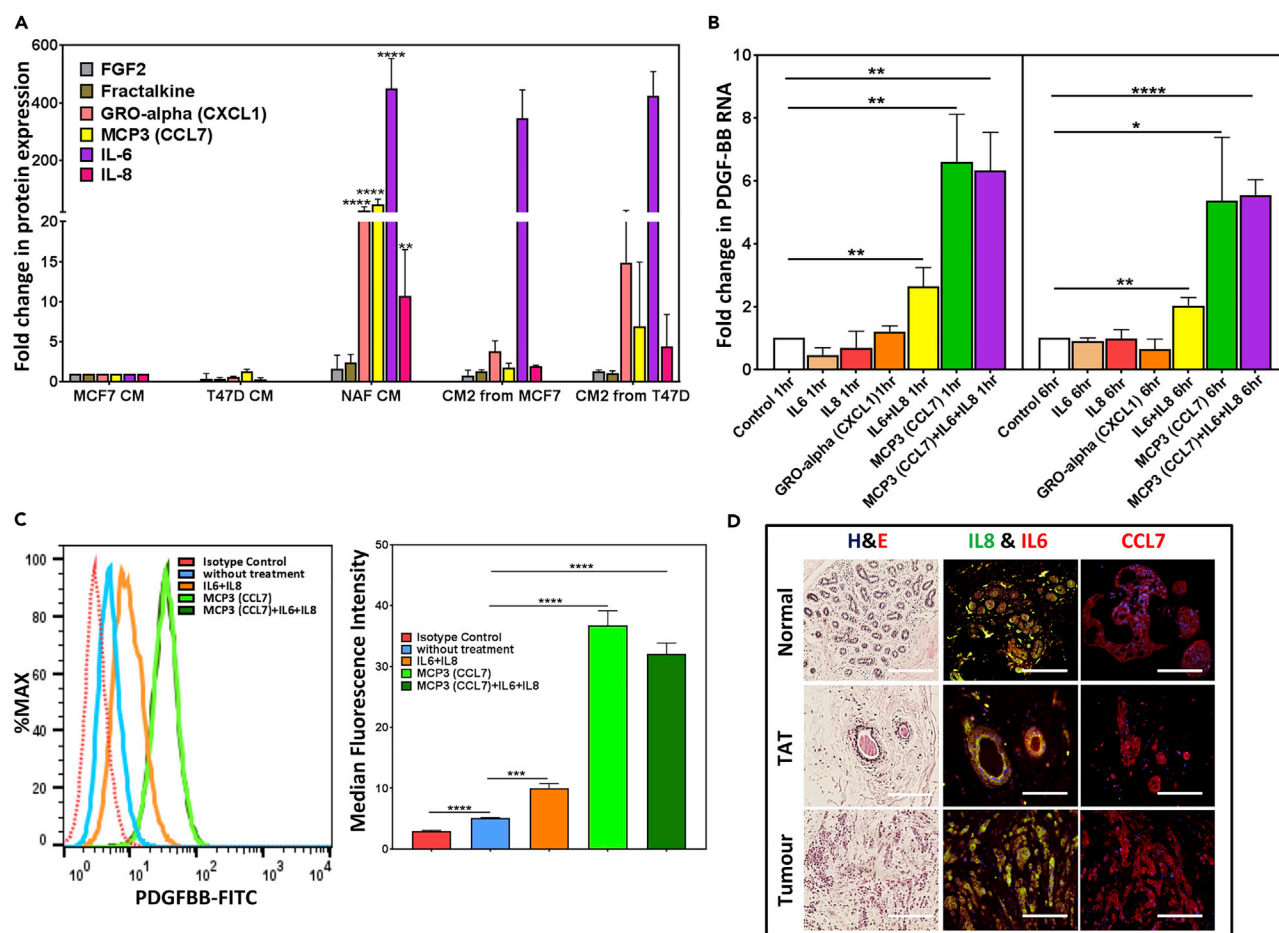 A
Fold change in protein expression
600
400
200
20
15
10
5
0
FGF2
Fractalkine
GRO-alpha (CXCL1)
MCP3 (CCL7)
IL-6
IL-8
****
****
****
**
MCF7 CM
T47D CM
NAF CM
CM2 from MCF7
CM2 from T47D
B
Fold change in PDGF-BB RNA
10
8
6
4
2
0
**
**
**
****
*
**
Control 1hr
IL6 1hr
IL8 1hr
GRO-alpha (CXCL1)1hr
IL6+IL8 1hr
MCP3 (CCL7) 1hr
MCP3 (CCL7)+IL6+IL8 1hr
Control 6hr
IL6 6hr
IL8 6hr
GRO-alpha (CXCL1) 6hr
IL6+IL8 6hr
MCP3 (CCL7) 6hr
MCP3 (CCL7)+IL6+IL8 6hr
C
%MAX
100
80
60
40
20
0
Isotype Control
without treatment
IL6+IL8
MCP3 (CCL7)
MCP3 (CCL7)+IL6+IL8
10⁰ 10¹ 10² 10³ 10⁴
PDGFBB-FITC
Median Fluorescence Intensity
50
40
30
20
10
0
****
****
***
****
Isotype Control
without treatment
IL6+IL8
MCP3 (CCL7)
MCP3 (CCL7)+IL6+IL8
D
H&E IL8 & IL6 CCL7
Normal
TAT
Tumour